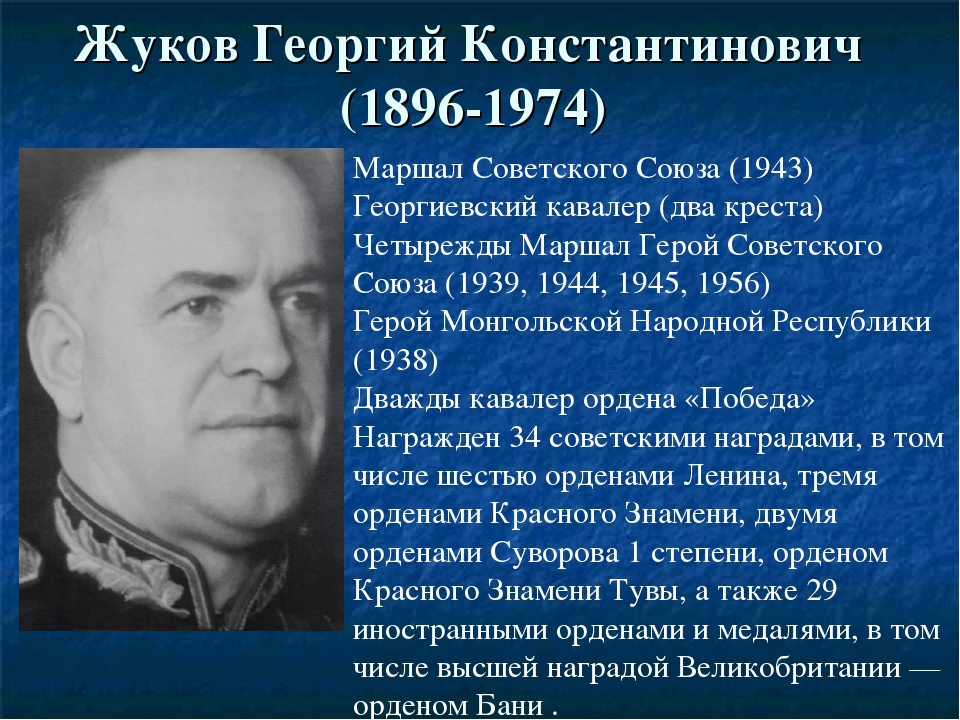 Жуков Георгий Константинович
(1896-1974)
Маршал Советского Союза (1943)
Георгиевский кавалер (два креста)
Четырежды Маршал Герой Советского
Союза (1939, 1944, 1945, 1956)
Герой Монгольской Народной Республики
(1938)
Дважды кавалер ордена «Победа»
Награжден 34 советскими наградами, в том
числе шестью орденами Ленина, тремя
орденами Красного Знамени, двумя
орденами Суворова 1 степени, орденом
Красного Знамени Тувы, а также 29
иностранными орденами и медалями, в том
числе высшей наградой Великобритании —
орденом Бани .